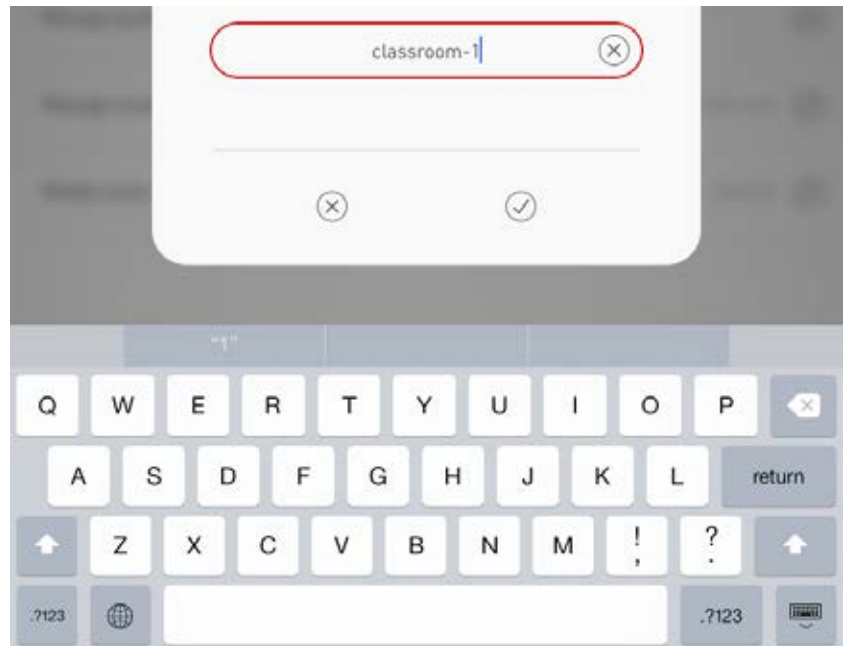 classroom-1
"1"
Q W E R T Y U I O P
A S D F G H J K L return
Z X C V B N M ! , ? .
.?123 .?123